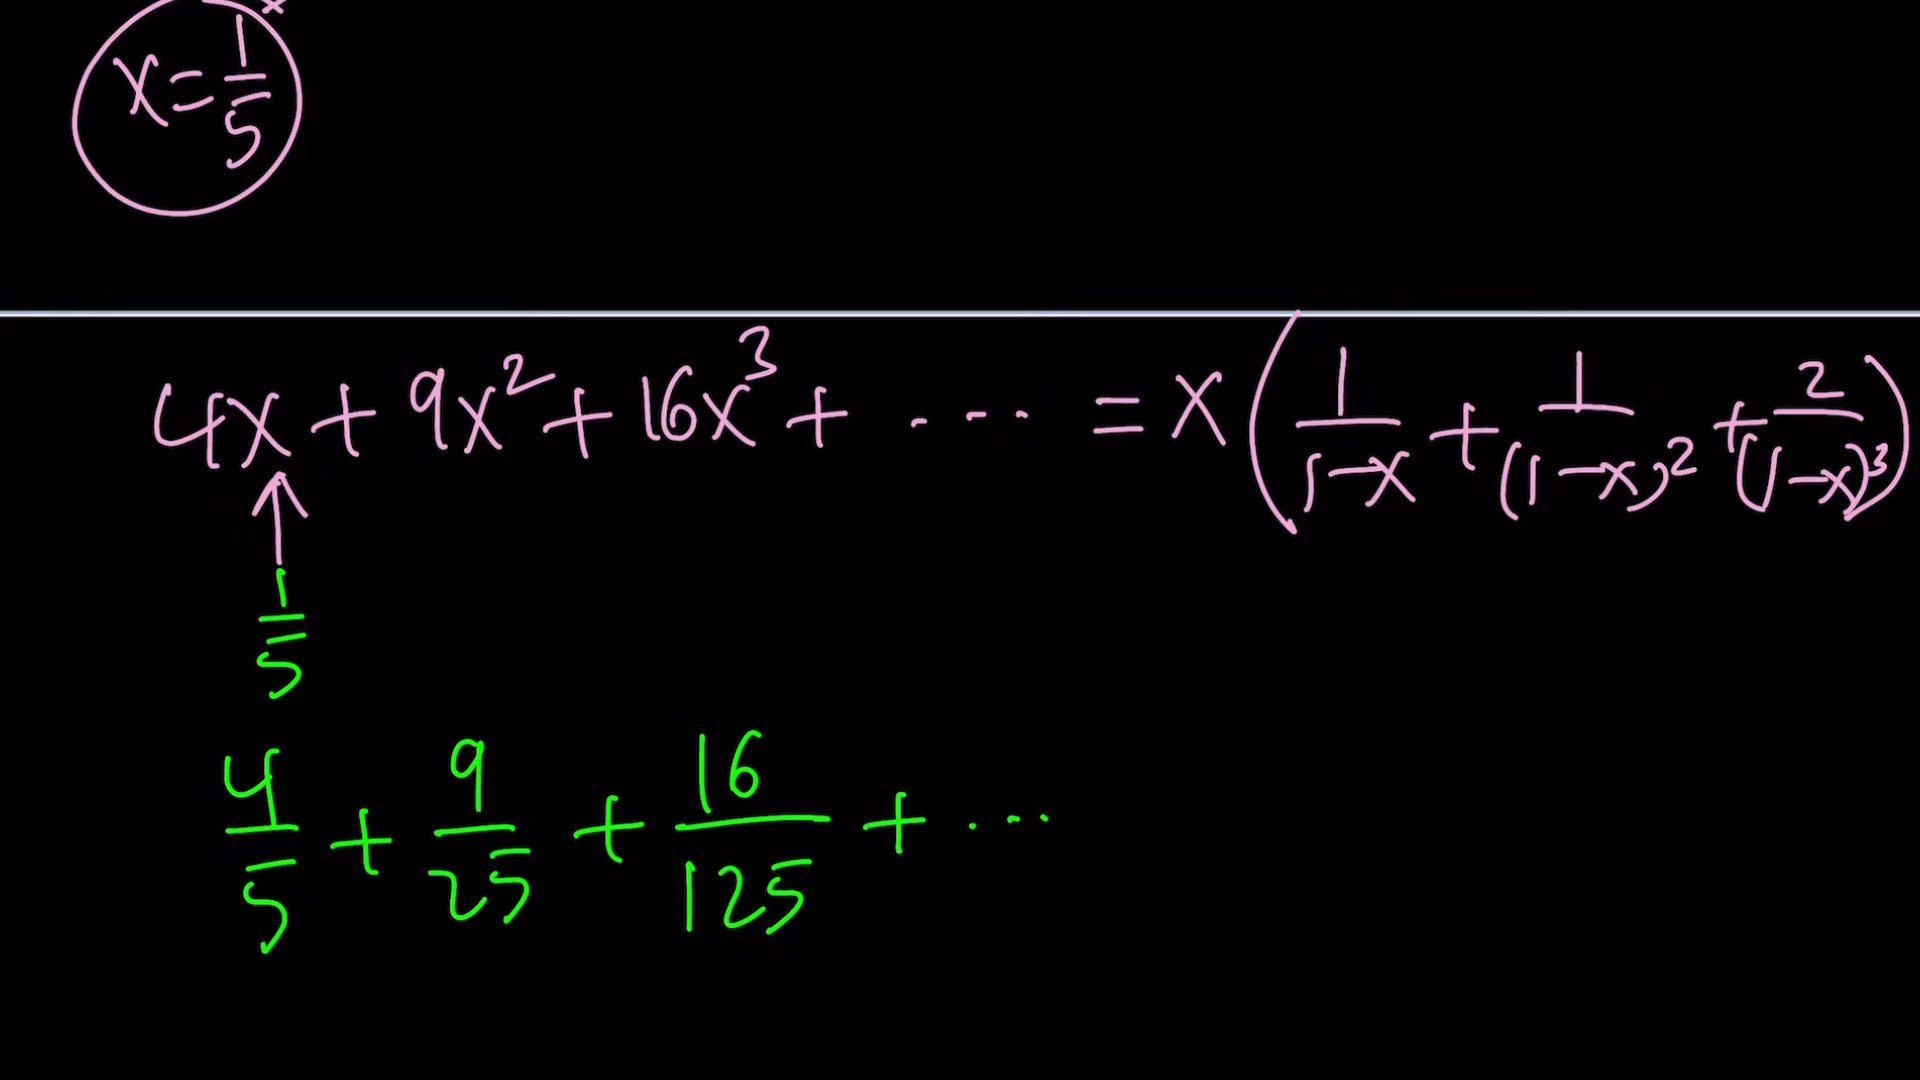 x = 1/5
4x + 9x² + 16x³ + ... = x(1/(1-x) + 1/(1-x)² + 2/(1-x)³)
1/5
4/5 + 9/25 + 16/125 + ...